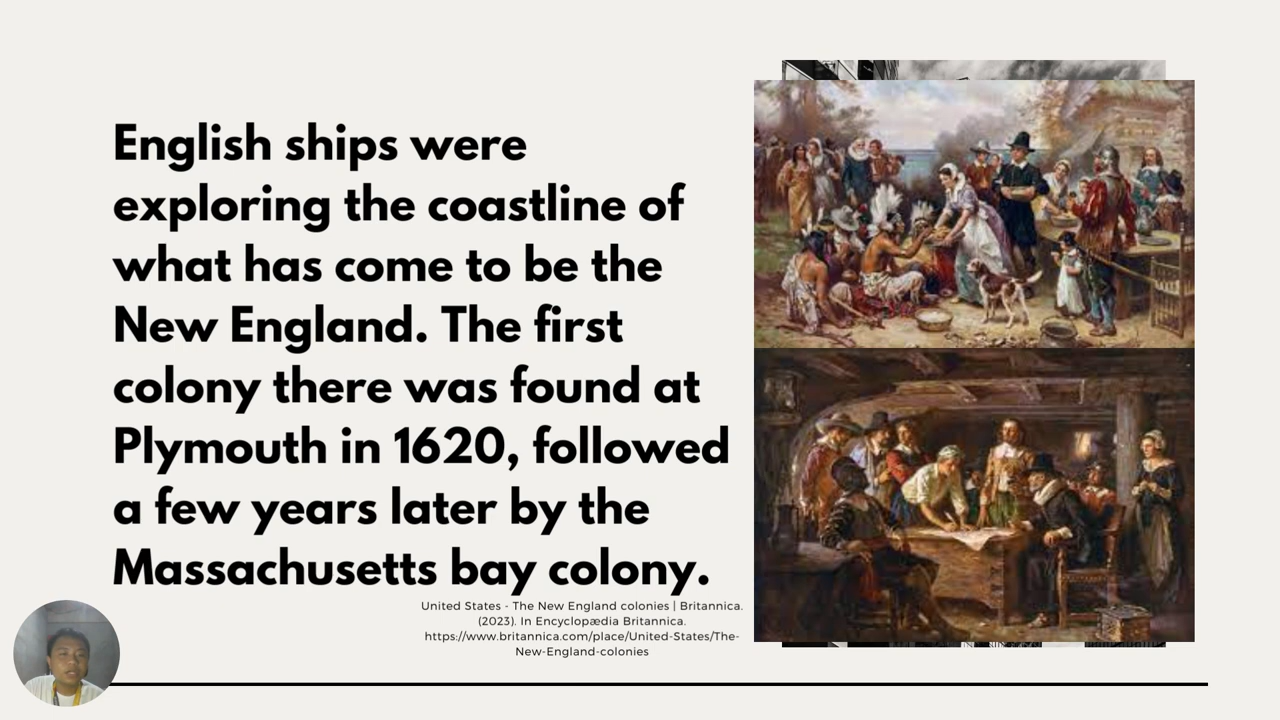 English ships were
exploring the coastline of
what has come to be the
New England. The first
colony there was found at
Plymouth in 1620, followed
a few years later by the
Massachusetts bay colony.
United States - The New England colonies | Britannica.
(2023). In Encyclopædia Britannica.
https://www.britannica.com/place/United-States/The-
New-England-colonies